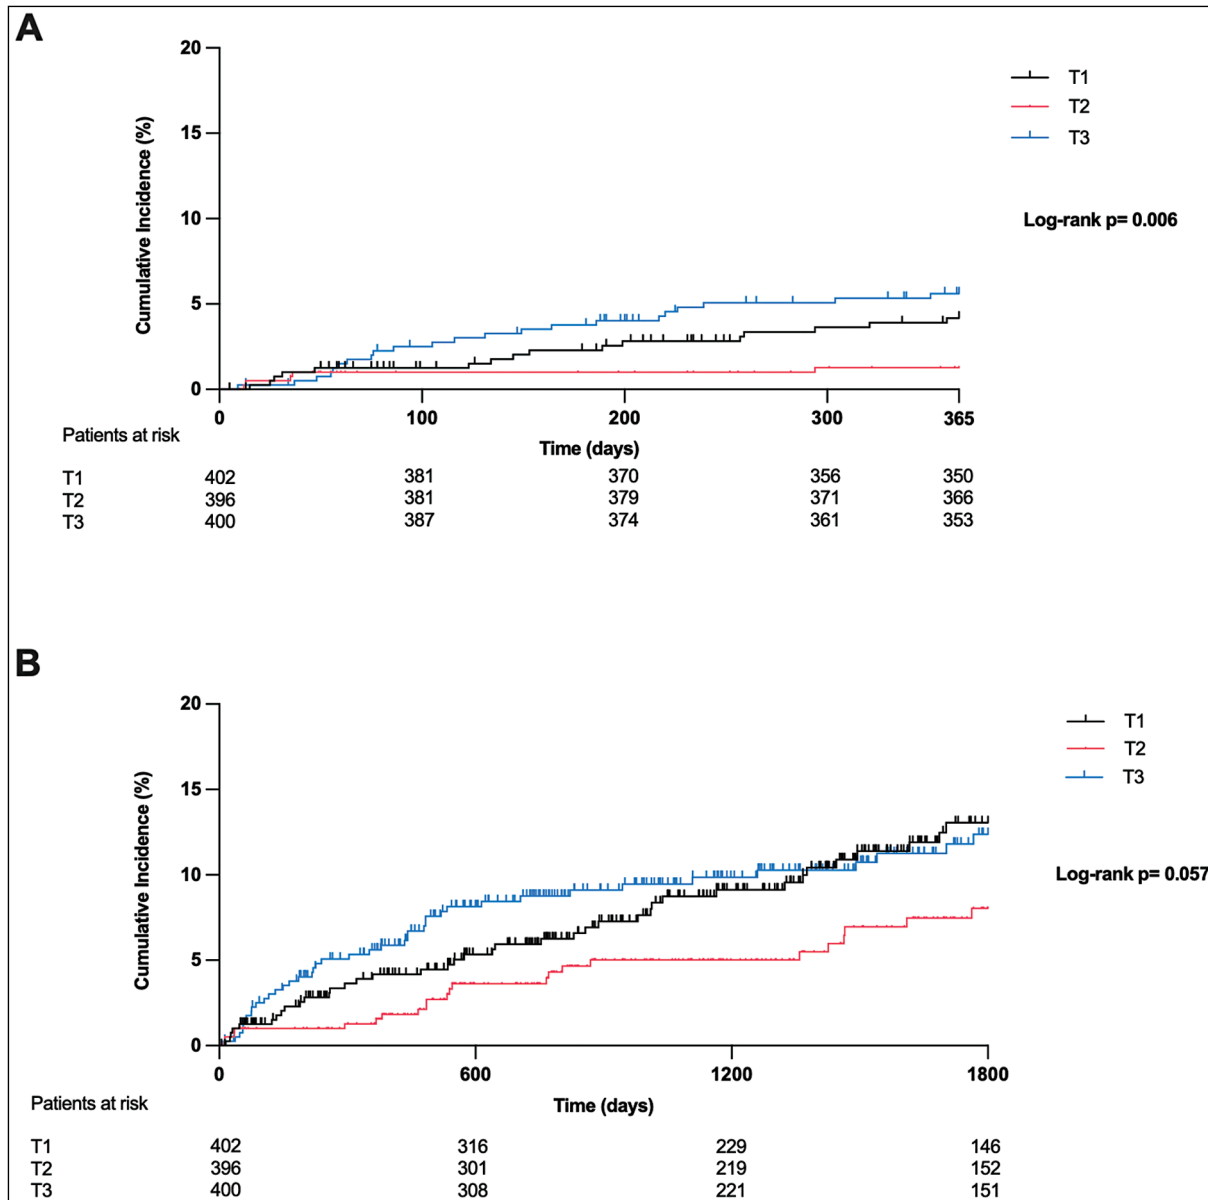 A
20
15
10
5
0
Cumulative Incidence (%)
T1
T2
T3
Log-rank p= 0.006
0 100 200 300 365
Time (days)
Patients at risk
T1 402 381 370 356 350
T2 396 381 379 371 366
T3 400 387 374 361 353
B
20
15
10
5
0
Cumulative Incidence (%)
T1
T2
T3
Log-rank p= 0.057
0 600 1200 1800
Time (days)
Patients at risk
T1 402 316 229 146
T2 396 301 219 152
T3 400 308 221 151